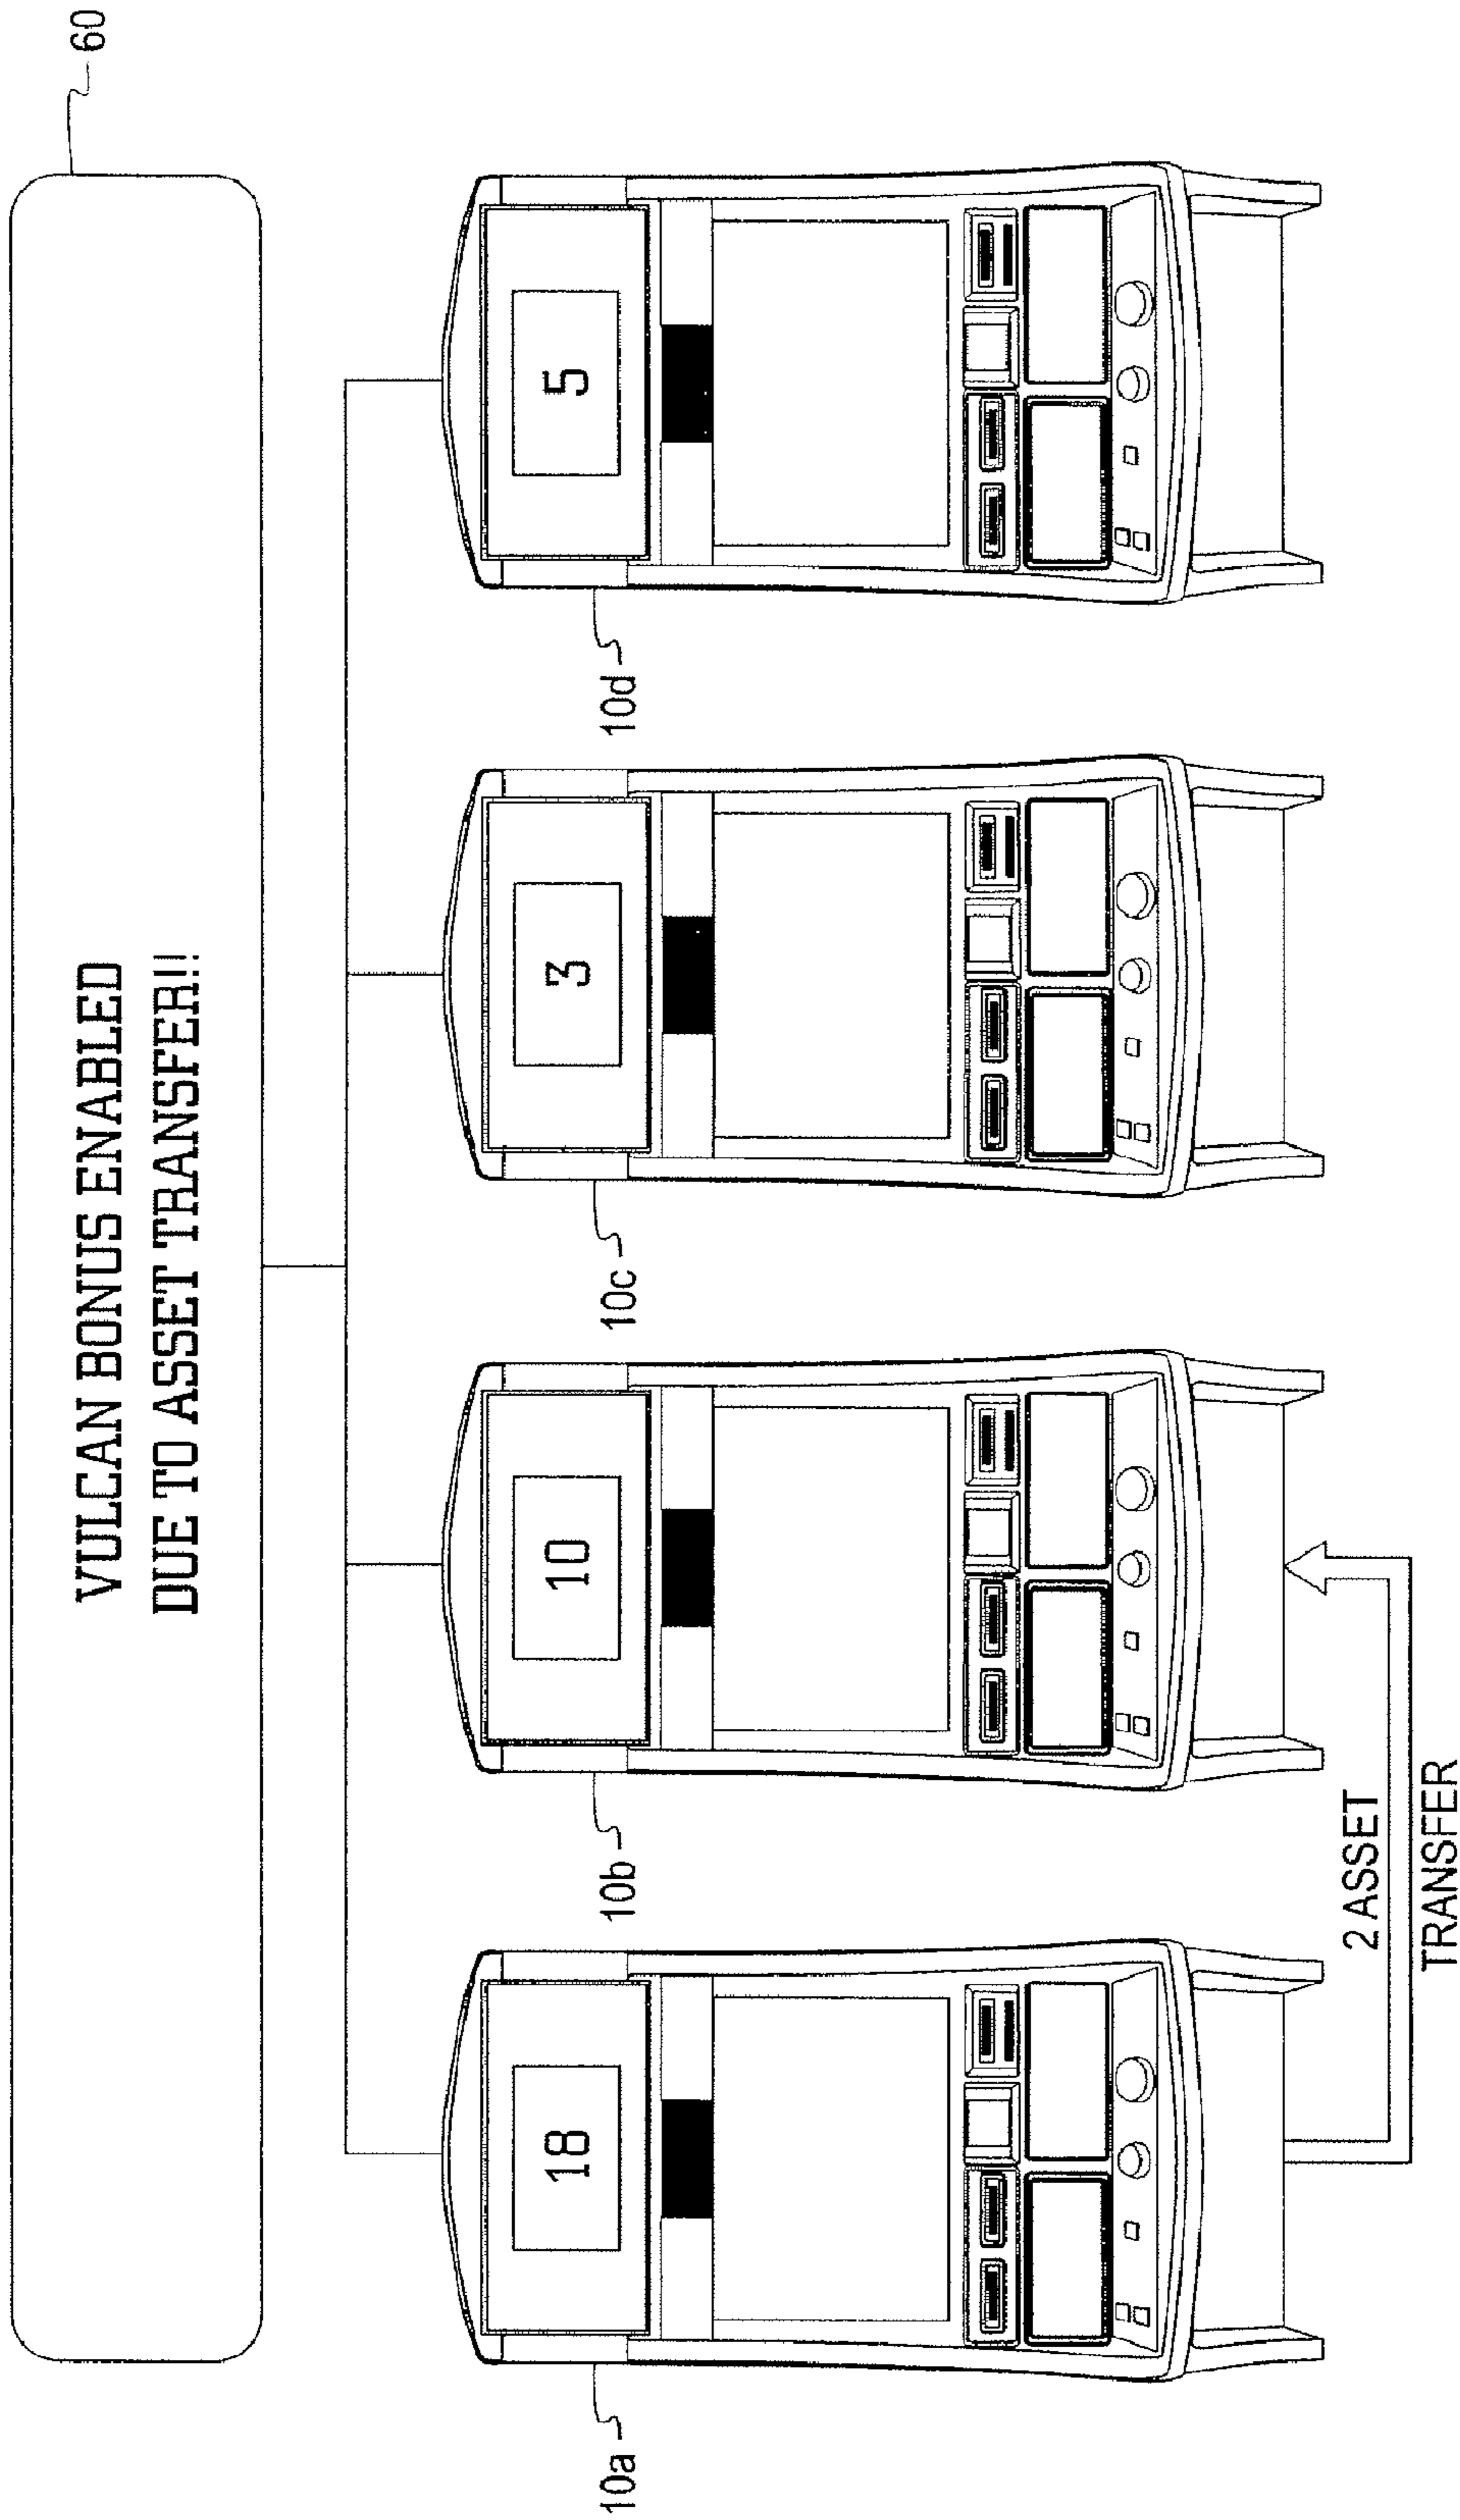 60
VULCAN BONUS ENABLED
DUE TO ASSET TRANSFER!!
18
10
3
5
10a
10b
10c
10d
2 ASSET
TRANSFER